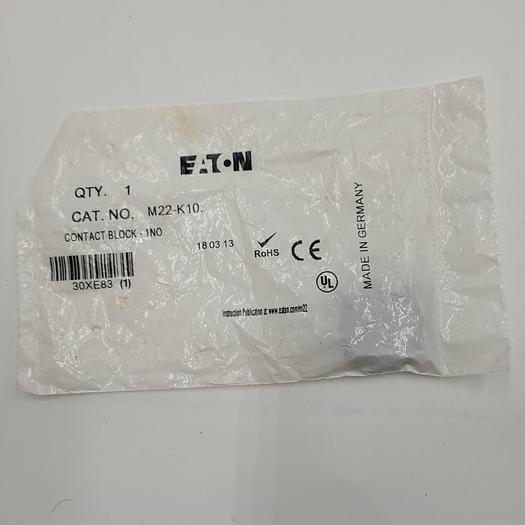 EATON
QTY. 1
CAT. NO. M22-K10.
CONTACT BLOCK - 1NO
18 03 13
RoHS CE
30XE83 (1)
UL
Instruction Publication at www.eaton.com/m22
MADE IN GERMANY